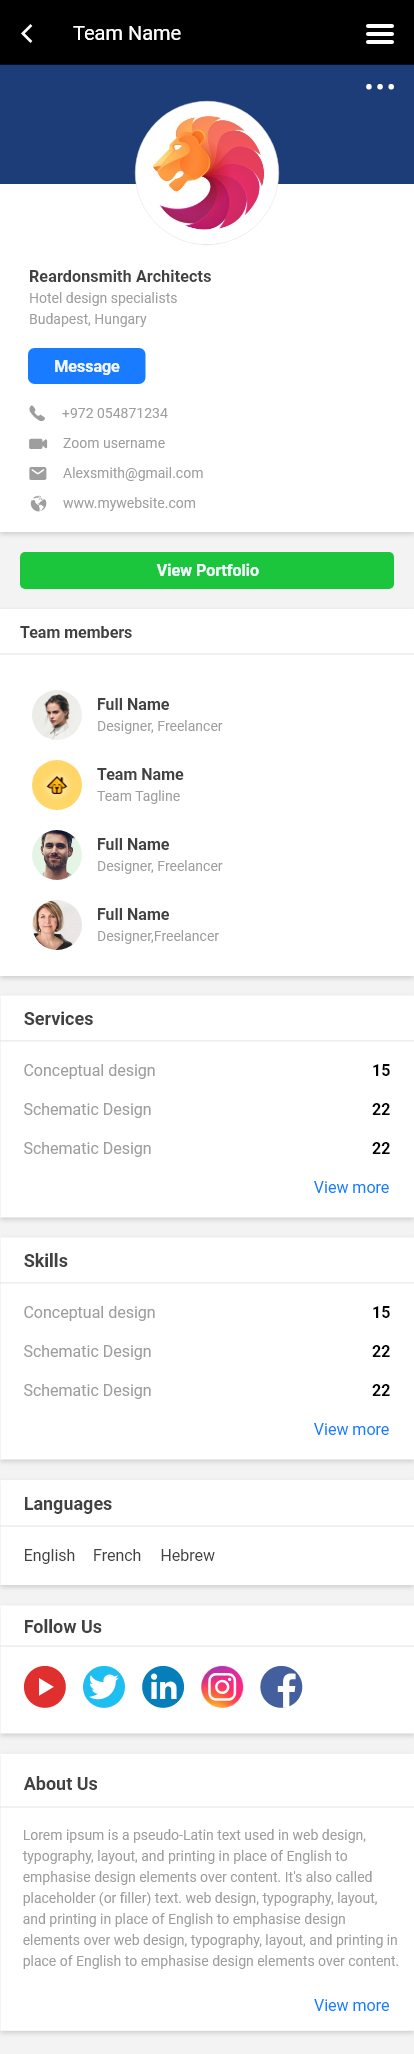 Team Name
Reardonsmith Architects
Hotel design specialists
Budapest, Hungary
Message
+972 054871234
Zoom username
Alexsmith@gmail.com
www.mywebsite.com
View Portfolio
Team members
Full Name
Designer, Freelancer
Team Name
Team Tagline
Full Name
Designer, Freelancer
Full Name
Designer,Freelancer
Services
Conceptual design 15
Schematic Design 22
Schematic Design 22
View more
Skills
Conceptual design 15
Schematic Design 22
Schematic Design 22
View more
Languages
English French Hebrew
Follow Us
in
About Us
Lorem ipsum is a pseudo-Latin text used in web design,
typography, layout, and printing in place of English to
emphasise design elements over content. It's also called
placeholder (or filler) text. web design, typography, layout,
and printing in place of English to emphasise design
elements over web design, typography, layout, and printing in
place of English to emphasise design elements over content.
View more